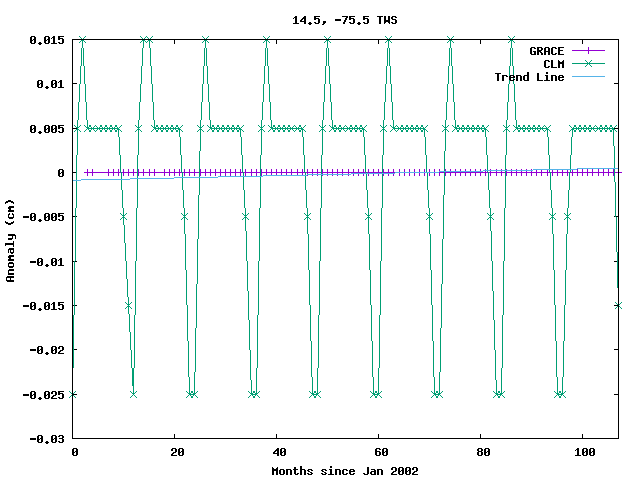 14.5, -75.5 TWS
GRACE
CLM
Trend Line
0.015
0.01
0.005
0
-0.005
-0.01
-0.015
-0.02
-0.025
-0.03
Anomaly (cm)
0 20 40 60 80 100
Months since Jan 2002